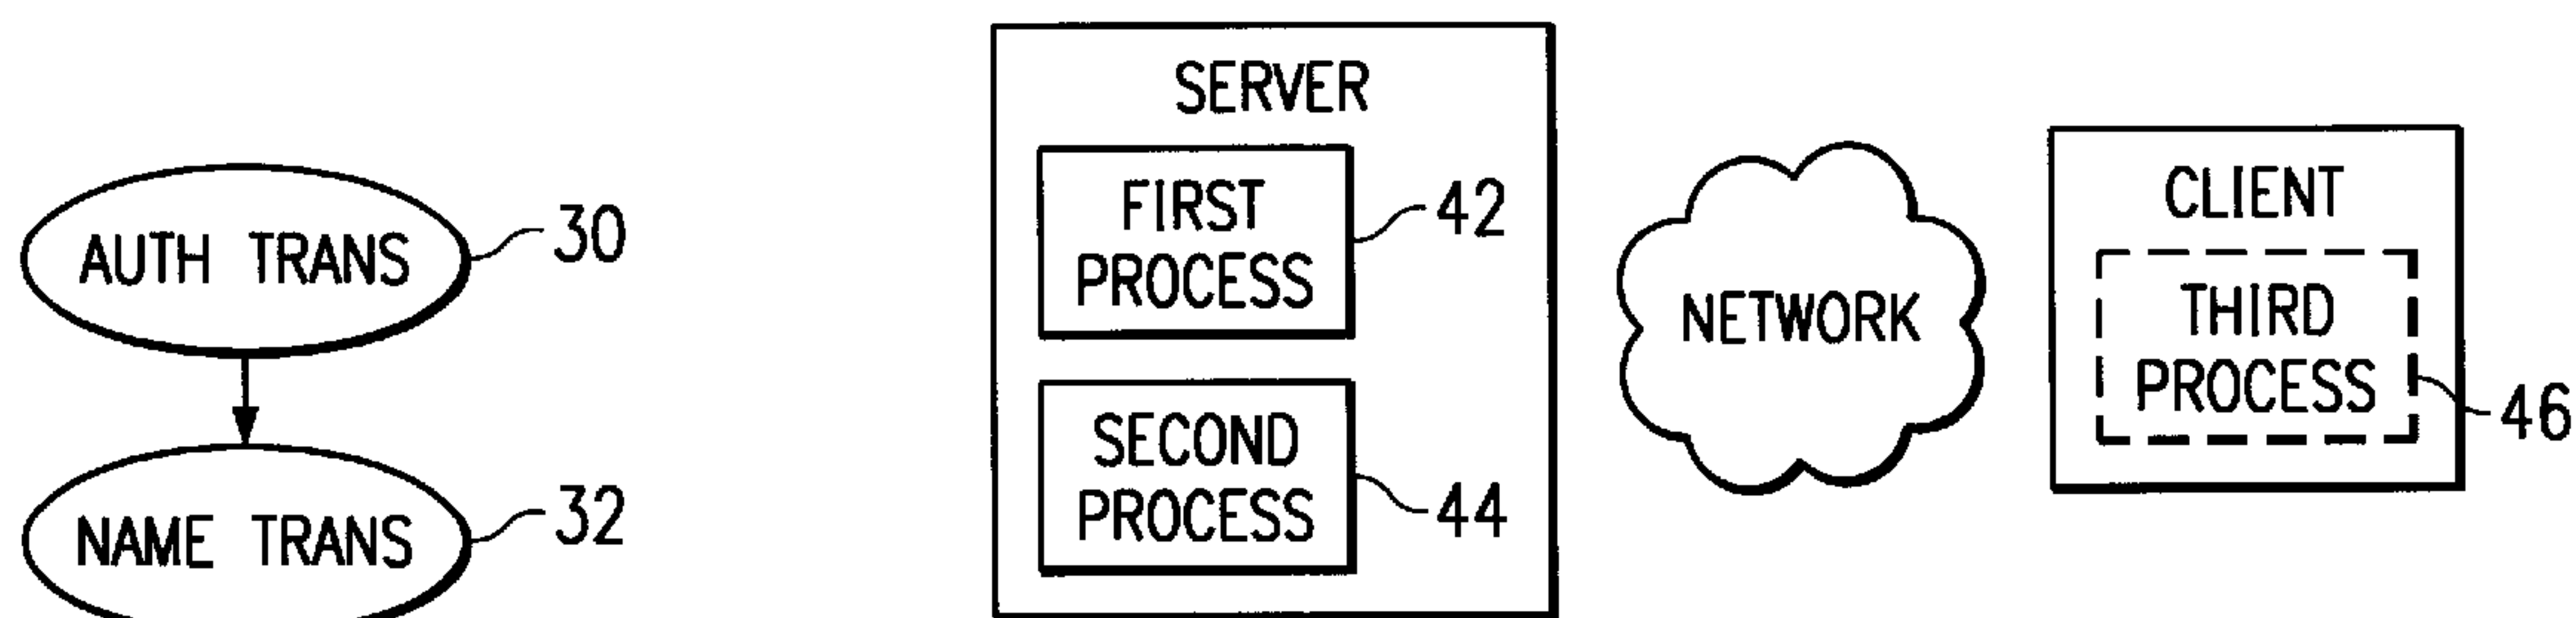 AUTH TRANS
30
NAME TRANS
32
SERVER
FIRST
PROCESS
42
SECOND
PROCESS
44
NETWORK
CLIENT
THIRD
PROCESS
46